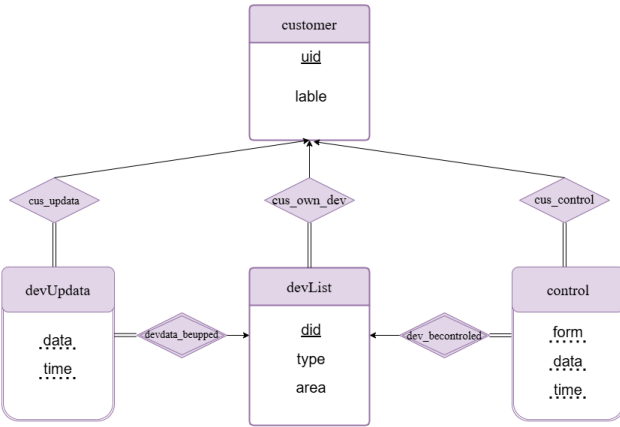 customer
uid
lable
cus_updata
cus_own_dev
cus_control
devUpdata
data
time
devdata_beupped
devList
did
type
area
dev_becontroled
control
form
data
time